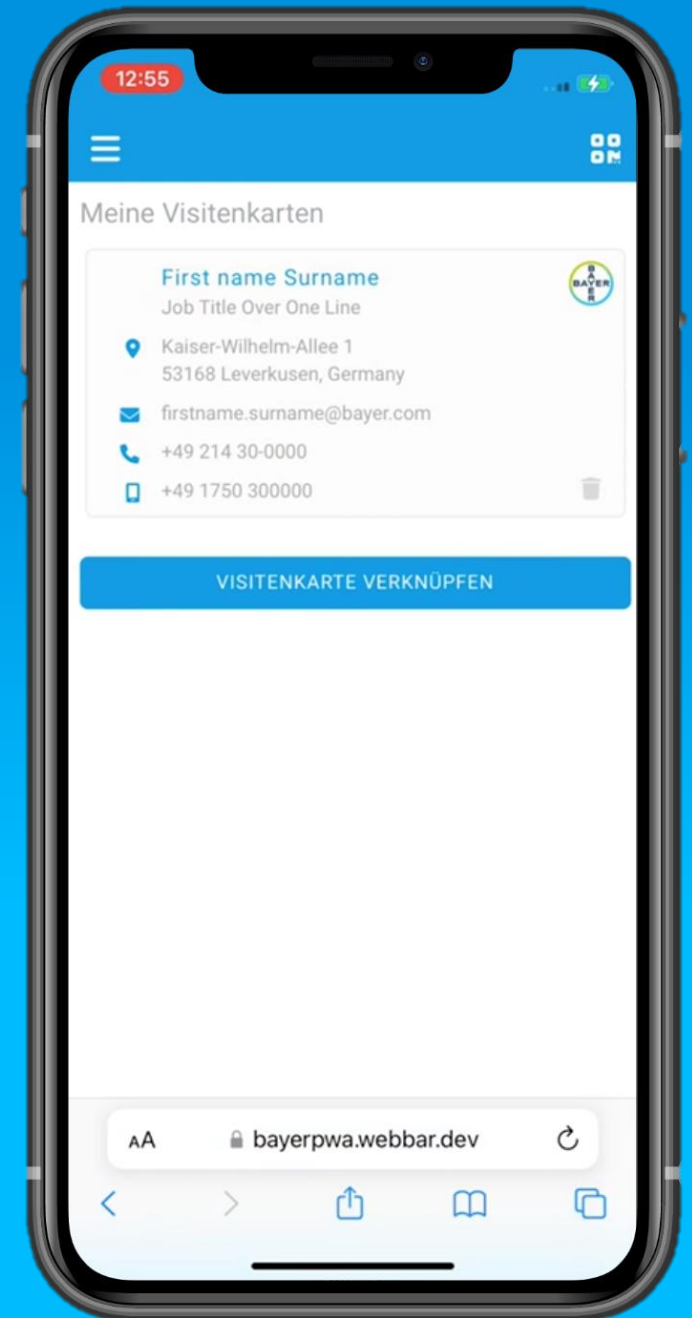 12:55
Meine Visitenkarten
First name Surname
Job Title Over One Line
BAYER
BAYER
Kaiser-Wilhelm-Allee 1
53168 Leverkusen, Germany
firstname.surname@bayer.com
+49 214 30-0000
+49 1750 300000
VISITENKARTE VERKNÜPFEN
AA
bayerpwa.webbar.dev